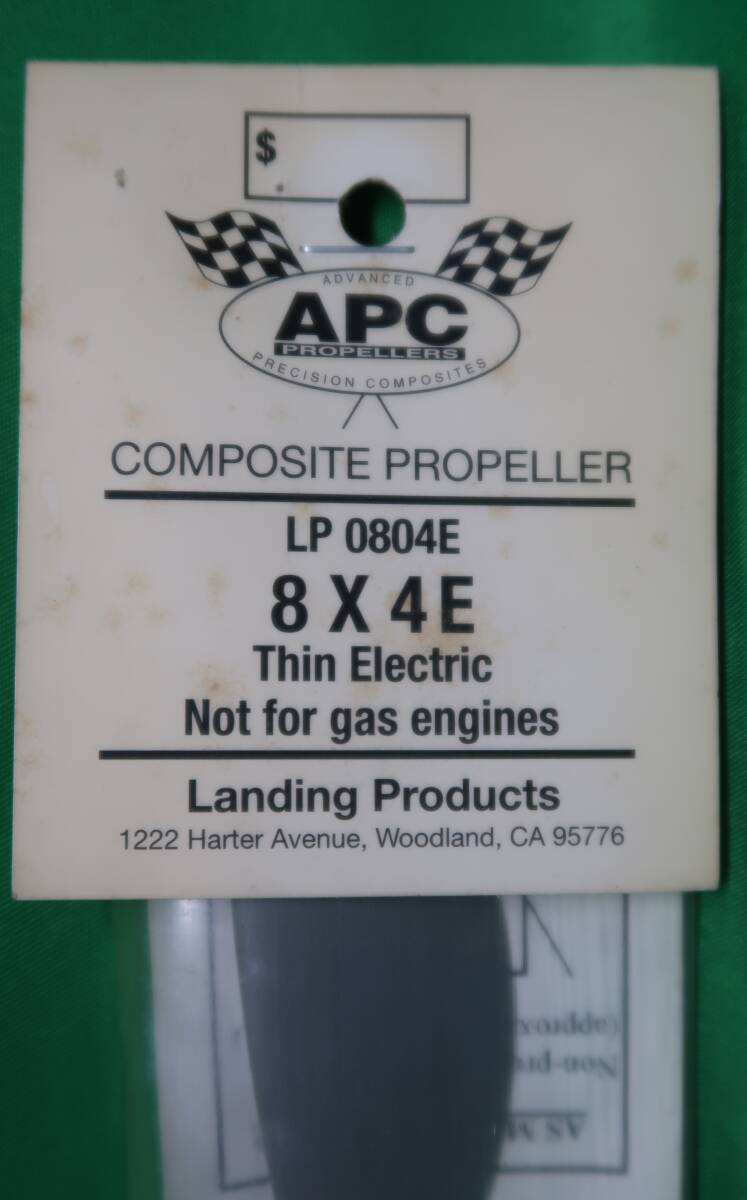 $
ADVANCED
APC
PROPELLERS
PRECISION COMPOSITES
COMPOSITE PROPELLER
LP 0804E
8 X 4 E
Thin Electric
Not for gas engines
Landing Products
1222 Harter Avenue, Woodland, CA 95776